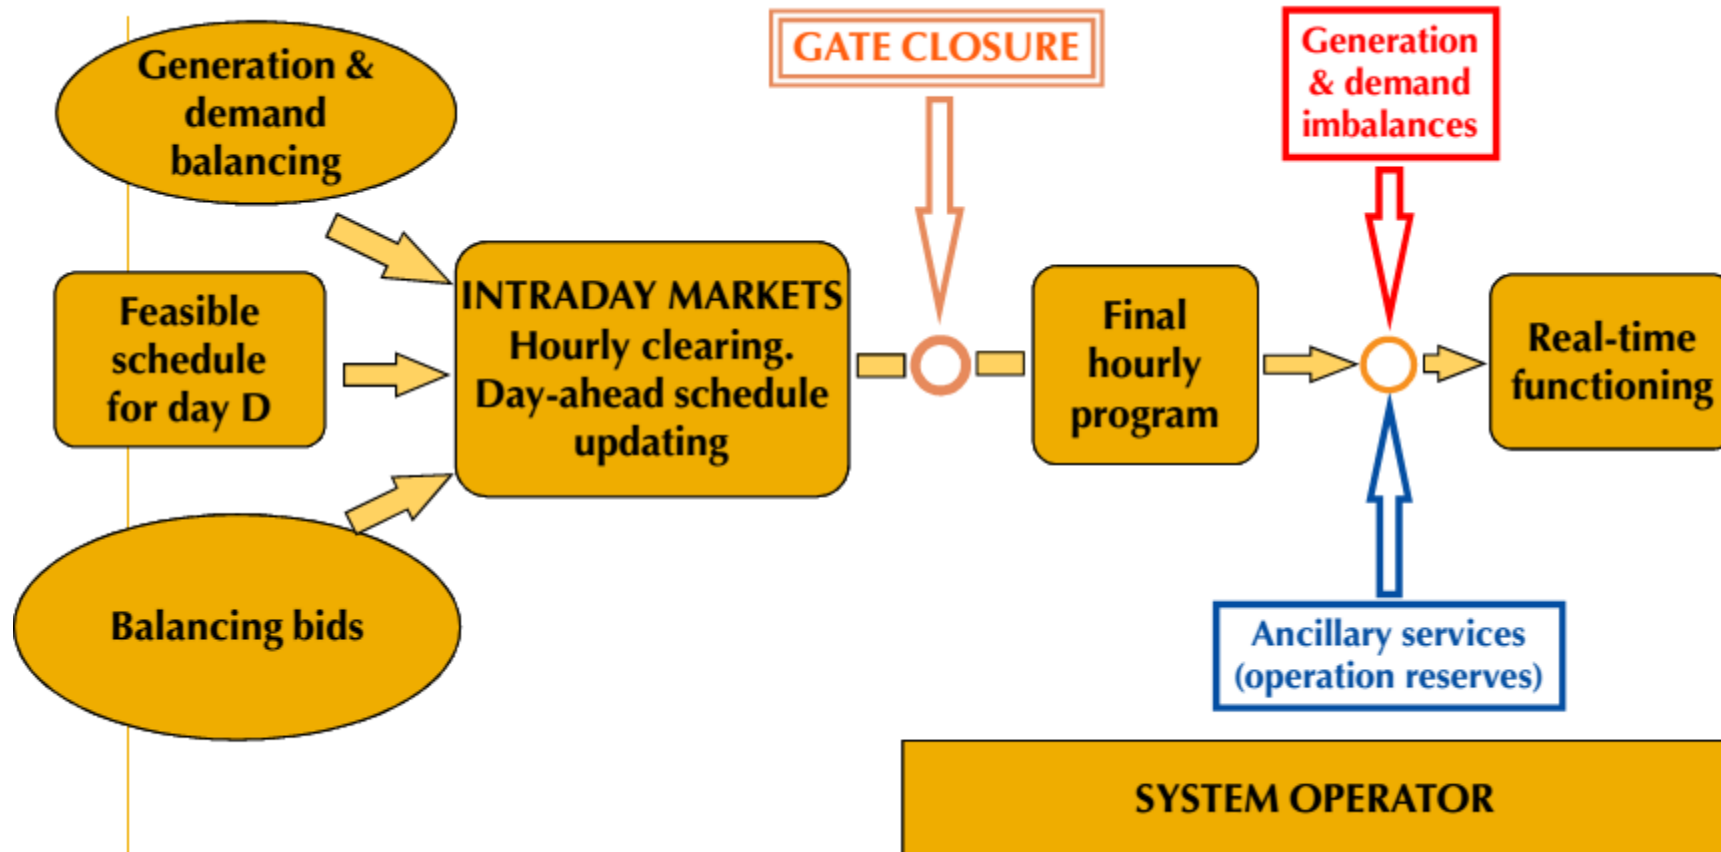 Generation &
demand
balancing
Feasible
schedule
for day D
Balancing bids
INTRADAY MARKETS
Hourly clearing.
Day-ahead schedule
updating
GATE CLOSURE
Final
hourly
program
Generation
& demand
imbalances
Ancillary services
(operation reserves)
Real-time
functioning
SYSTEM OPERATOR